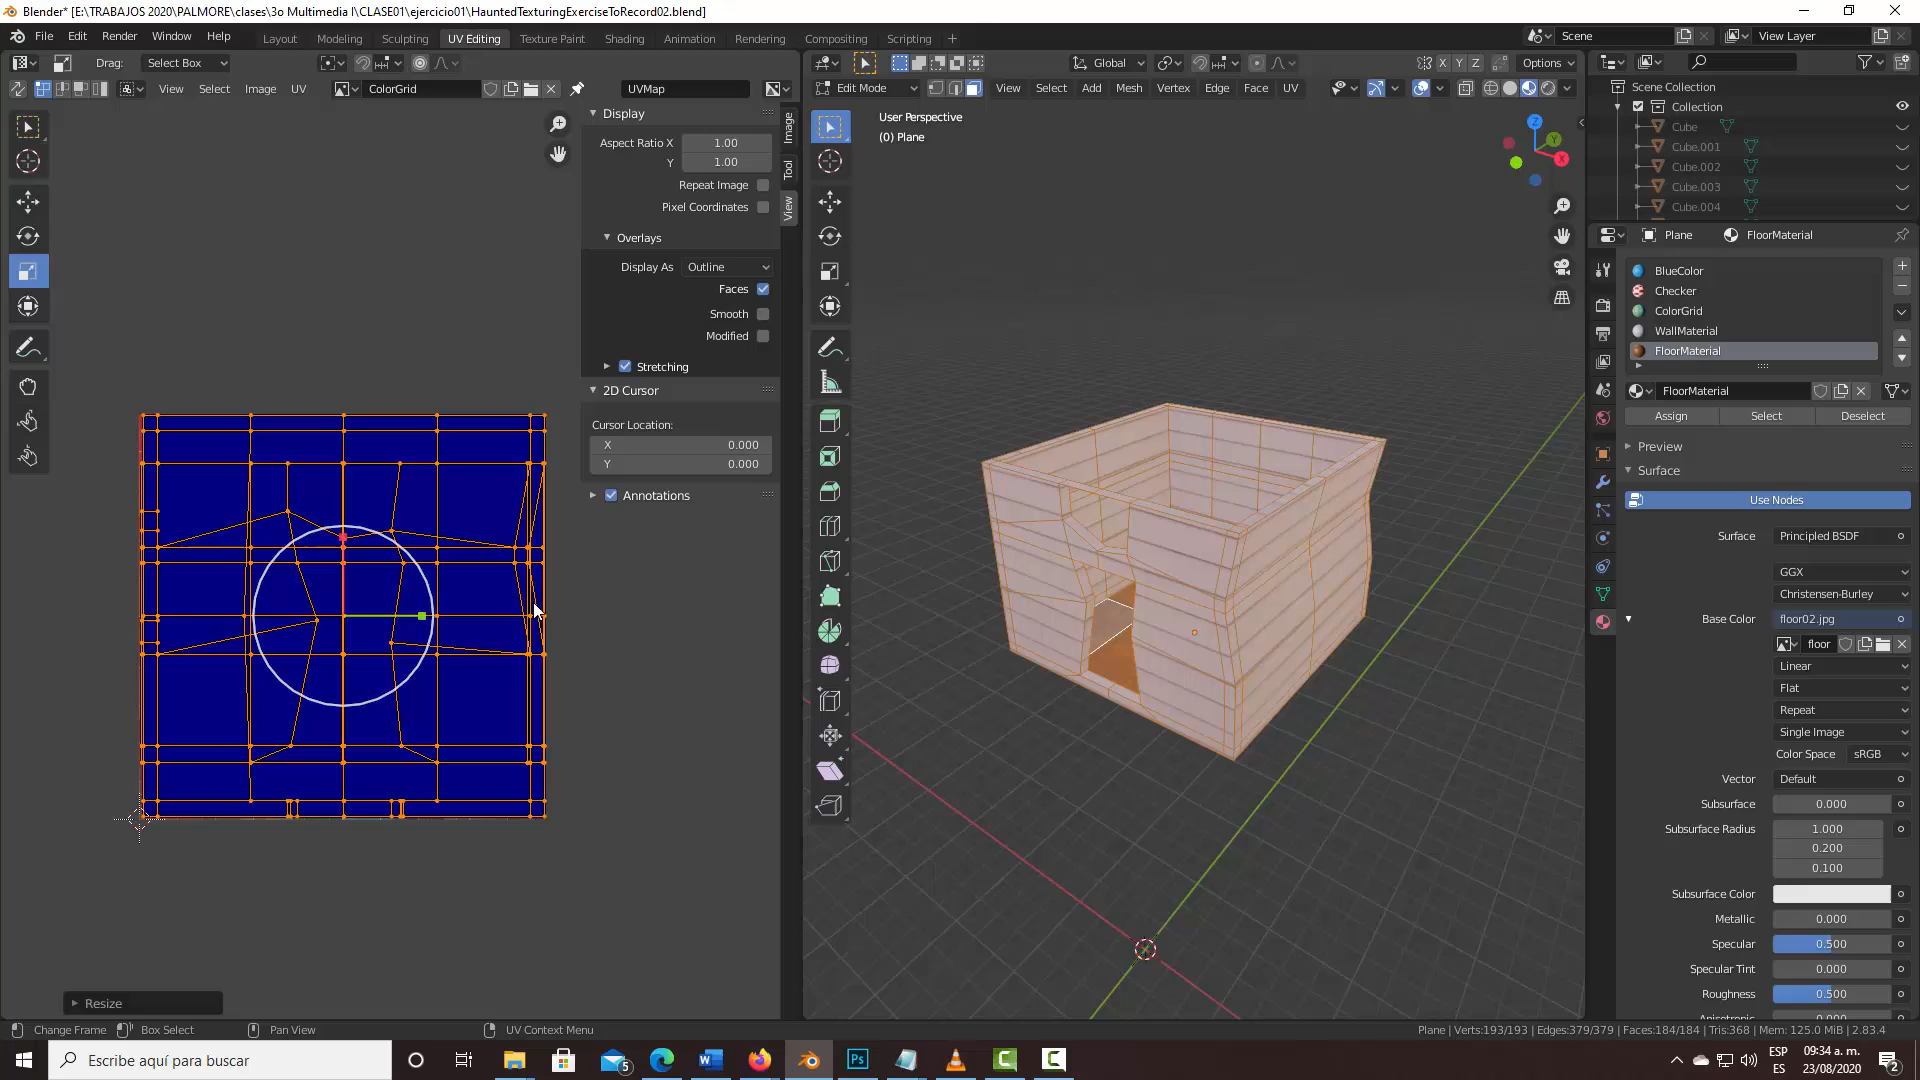 Blender* [E:\TRABAJOS 2020\PALMORE\clases\3o Multimedia I\CLASE01\ejercicio01\HauntedTexturingExerciseToRecord02.blend]
File Edit Render Window Help
Layout Modeling Sculpting UV Editing Texture Paint Shading Animation Rendering Compositing Scripting +
Scene
View Layer
Drag: Select Box
Global
X Y Z
Options
View Select Image UV
ColorGrid
UVMap
Edit Mode
View Select Add Mesh Vertex Edge Face UV
Scene Collection
Collection
Cube
Cube.001
Cube.002
Cube.003
Cube.004
Display
Aspect Ratio X 1.00
Y 1.00
Repeat Image
Pixel Coordinates
Overlays
Display As Outline
Faces
Smooth
Modified
Stretching
2D Cursor
Cursor Location:
X 0.000
Y 0.000
Annotations
Image
Tool
View
User Perspective
(0) Plane
Z
Y
X
Plane FloorMaterial
BlueColor
Checker
ColorGrid
WallMaterial
FloorMaterial
FloorMaterial
Assign Select Deselect
Preview
Surface
Use Nodes
Surface Principled BSDF
GGX
Christensen-Burley
Base Color floor02.jpg
floor
Linear
Flat
Repeat
Single Image
Color Space sRGB
Vector Default
Subsurface 0.000
Subsurface Radius 1.000
0.200
0.100
Subsurface Color
Metallic 0.000
Specular 0.500
Specular Tint 0.000
Roughness 0.500
Resize
Change Frame Box Select Pan View UV Context Menu
Plane | Verts:193/193 | Edges:379/379 | Faces:184/184 | Tris:368 | Mem: 125.0 MiB | 2.83.4
Escribe aquí para buscar
5
W
Ps
C
C
ESP
ES
09:34 a. m.
23/08/2020
2